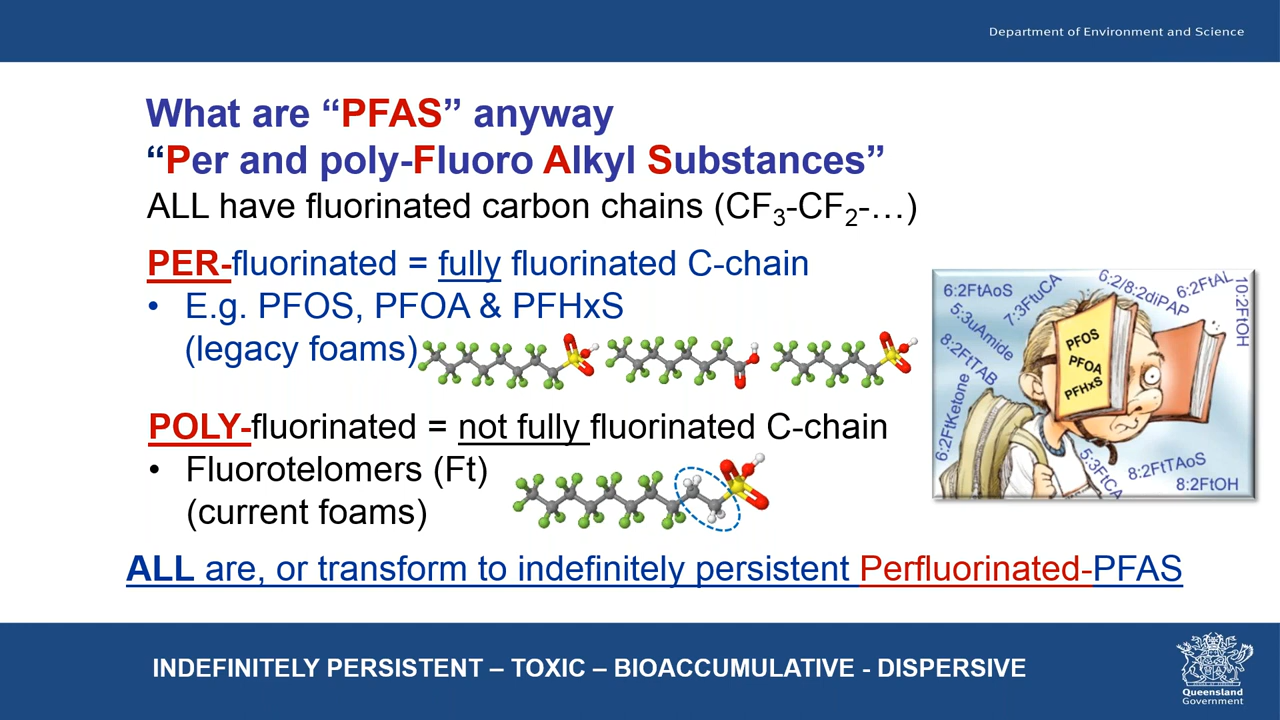 Department of Environment and Science
What are “PFAS” anyway
“Per and poly-Fluoro Alkyl Substances”
ALL have fluorinated carbon chains (CF₃-CF₂-…)
PER-fluorinated = fully fluorinated C-chain
• E.g. PFOS, PFOA & PFHxS
(legacy foams)
POLY-fluorinated = not fully fluorinated C-chain
• Fluorotelomers (Ft)
(current foams)
6:2FtAoS
7:3FtuCA
6:2/8:2diPAP
6:2FtAL
10:2FtOH
5:3uAmide
8:2FtTAB
6:2FtKetone
PFOS
PFOA
PFHxS
5:3FtCA
8:2FtTAoS
8:2FtOH
ALL are, or transform to indefinitely persistent Perfluorinated-PFAS
INDEFINITELY PERSISTENT – TOXIC – BIOACCUMULATIVE - DISPERSIVE
Queensland
Government